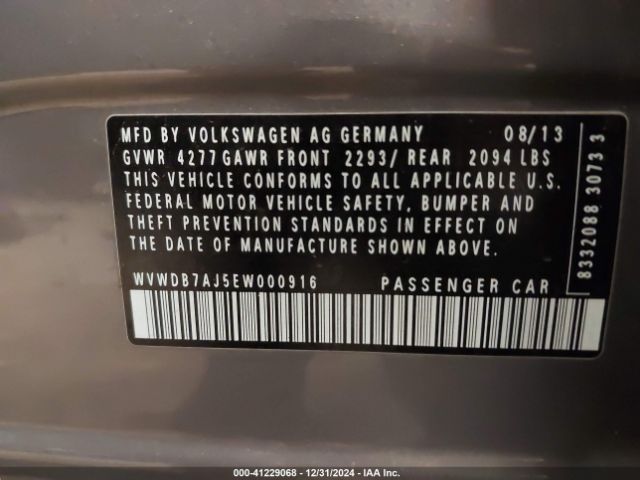 MFD BY VOLKSWAGEN AG GERMANY 08/13
GVWR 4277 GAWR FRONT 2293/ REAR 2094 LBS
THIS VEHICLE CONFORMS TO ALL APPLICABLE U.S.
FEDERAL MOTOR VEHICLE SAFETY, BUMPER AND
THEFT PREVENTION STANDARDS IN EFFECT ON
THE DATE OF MANUFACTURE SHOWN ABOVE.
WVWDB7AJ5EW000916 PASSENGER CAR
8332088 3073 3
000-41229068 - 12/31/2024 - IAA Inc.